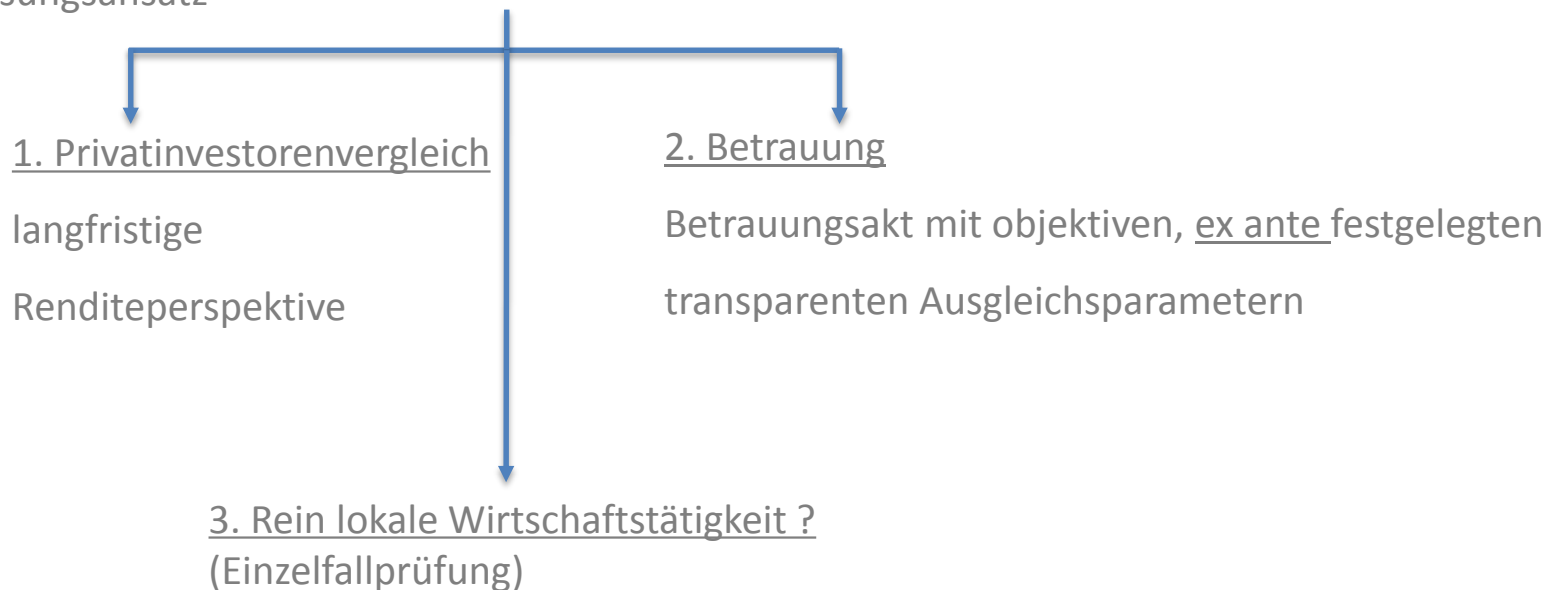 1. Privatinvestorenvergleich
langfristige
Renditeperspektive
2. Betrauung
Betrauungsakt mit objektiven, ex ante festgelegten
transparenten Ausgleichsparametern
3. Rein lokale Wirtschaftstätigkeit ?
(Einzelfallprüfung)